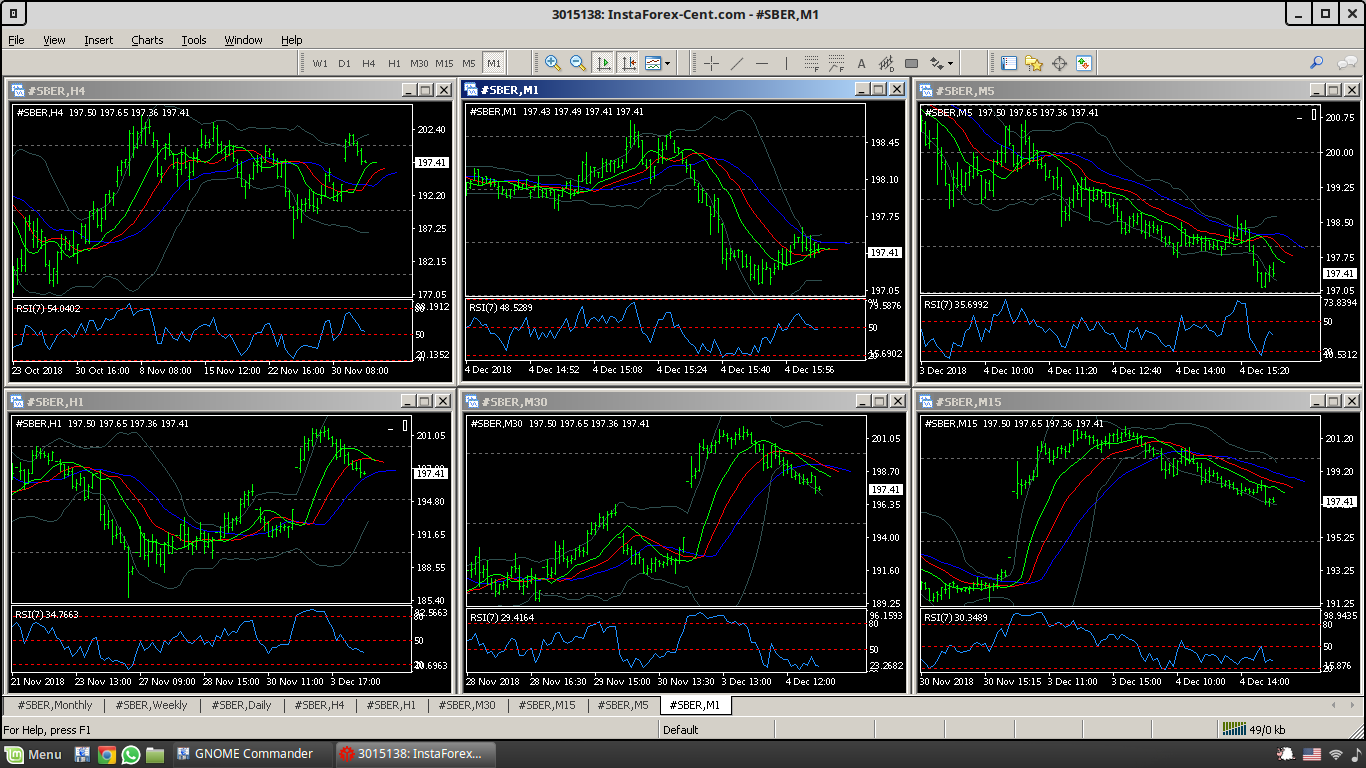 3015138: InstaForex-Cent.com - #SBER,M1
File View Insert Charts Tools Window Help
W1 D1 H4 H1 M30 M15 M5 M1
#SBER,H4
#SBER,H4 197.50 197.65 197.36 197.41
202.40
197.41
192.20
187.25
182.15
177.05
RSI(7) 54.0402
50
20.1352
23 Oct 2018 30 Oct 16:00 8 Nov 08:00 15 Nov 12:00 22 Nov 16:00 30 Nov 08:00
#SBER,M1
#SBER,M1 197.43 197.49 197.41 197.41
198.45
198.10
197.75
197.41
197.05
RSI(7) 48.5289
50
4 Dec 2018 4 Dec 14:52 4 Dec 15:08 4 Dec 15:24 4 Dec 15:40 4 Dec 15:56
#SBER,M5
#SBER,M5 197.50 197.65 197.36 197.41
200.75
200.00
199.25
198.50
197.75
197.41
197.05
RSI(7) 35.6992
73.8394
50
3 Dec 2018 4 Dec 10:00 4 Dec 11:20 4 Dec 12:40 4 Dec 14:00 4 Dec 15:20
#SBER,H1
#SBER,H1 197.50 197.65 197.36 197.41
201.05
197.41
194.80
191.65
188.55
185.40
RSI(7) 34.7663
80
50
21 Nov 2018 23 Nov 13:00 27 Nov 09:00 28 Nov 15:00 30 Nov 11:00 3 Dec 17:00
#SBER,M30
#SBER,M30 197.50 197.65 197.36 197.41
201.05
198.70
197.41
196.35
194.00
191.60
189.25
RSI(7) 29.4164
96.1593
80
50
23.2682
28 Nov 2018 28 Nov 16:30 29 Nov 15:00 30 Nov 13:30 3 Dec 13:00 4 Dec 12:00
#SBER,M15
#SBER,M15 197.50 197.65 197.36 197.41
201.20
199.20
197.41
195.25
193.25
191.25
RSI(7) 30.3489
98.9435
80
50
30 Nov 2018 30 Nov 15:15 3 Dec 11:00 3 Dec 15:00 4 Dec 10:00 4 Dec 14:00
#SBER,Monthly #SBER,Weekly #SBER,Daily #SBER,H4 #SBER,H1 #SBER,M30 #SBER,M15 #SBER,M5 #SBER,M1
For Help, press F1 Default 49/0 kb
Menu GNOME Commander 3015138: InstaForex...